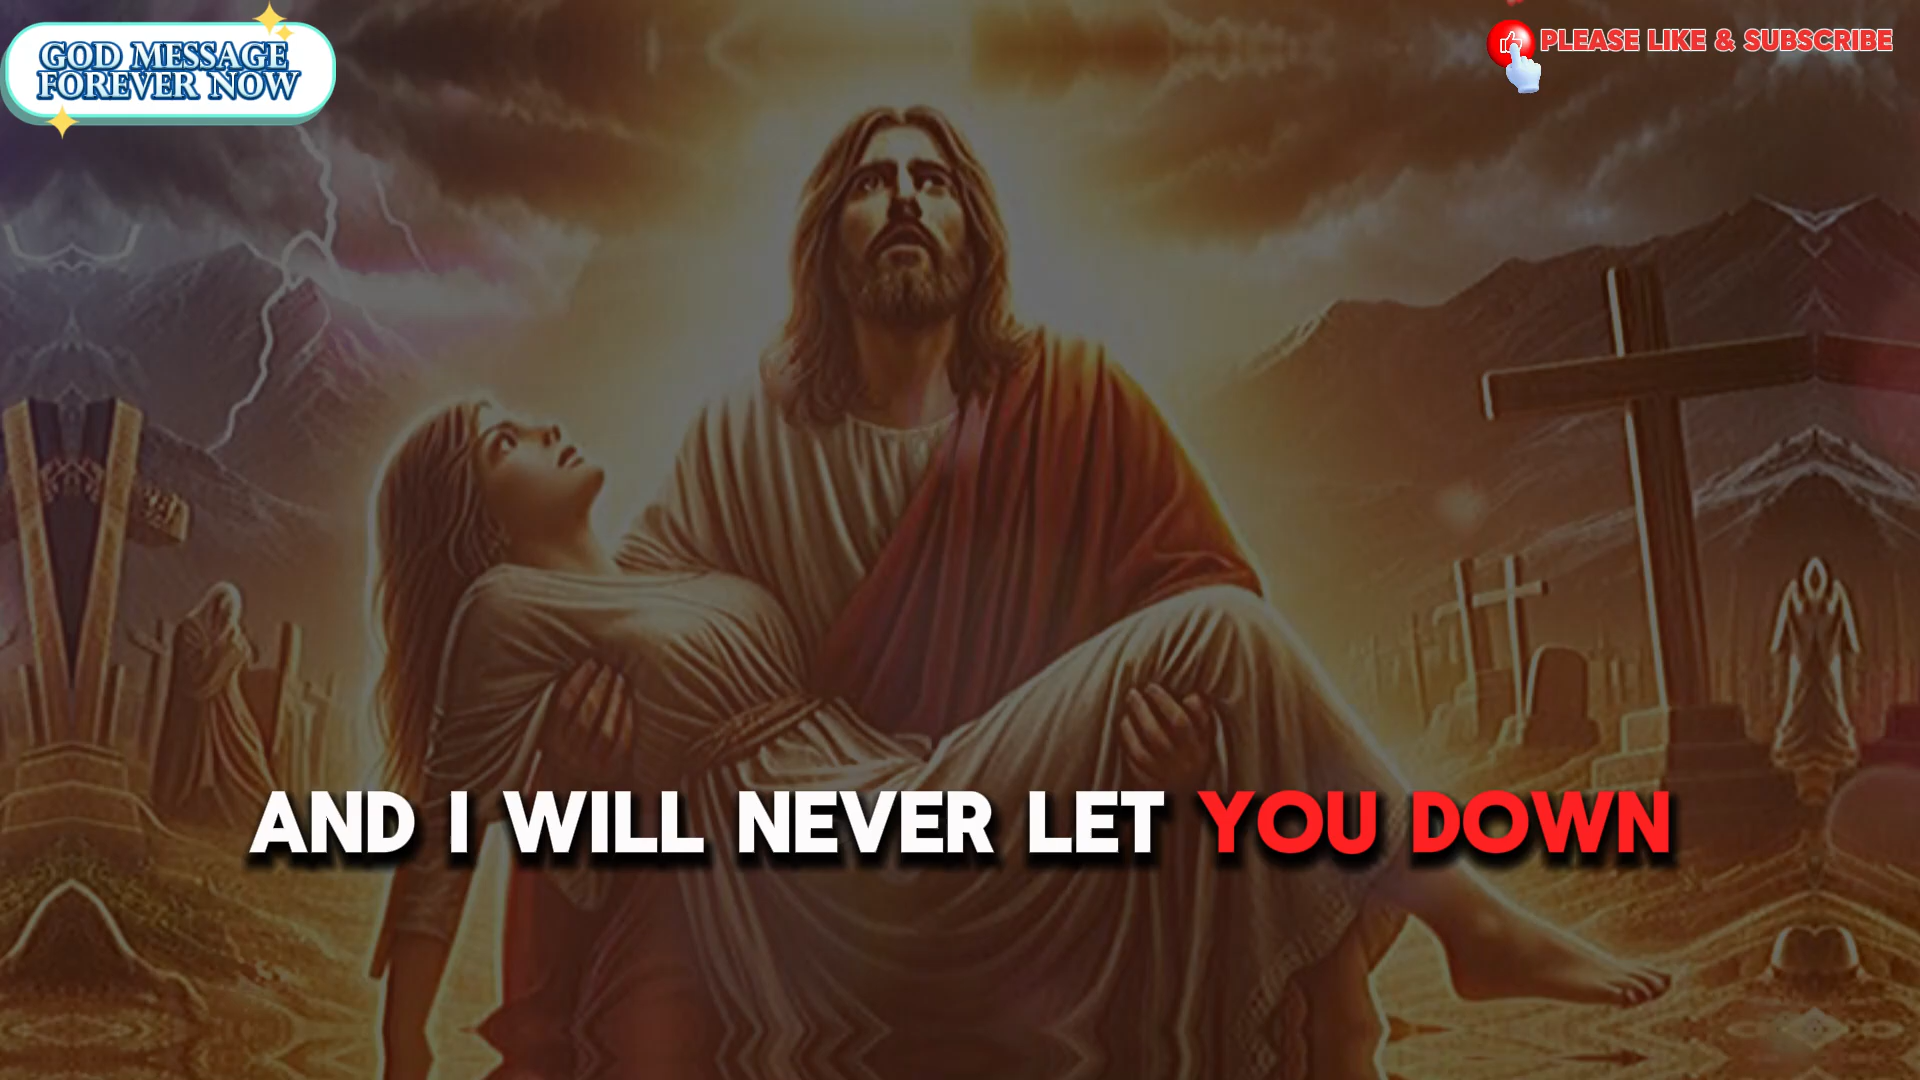 GOD MESSAGE
FOREVER NOW
PLEASE LIKE & SUBSCRIBE
AND I WILL NEVER LET YOU DOWN